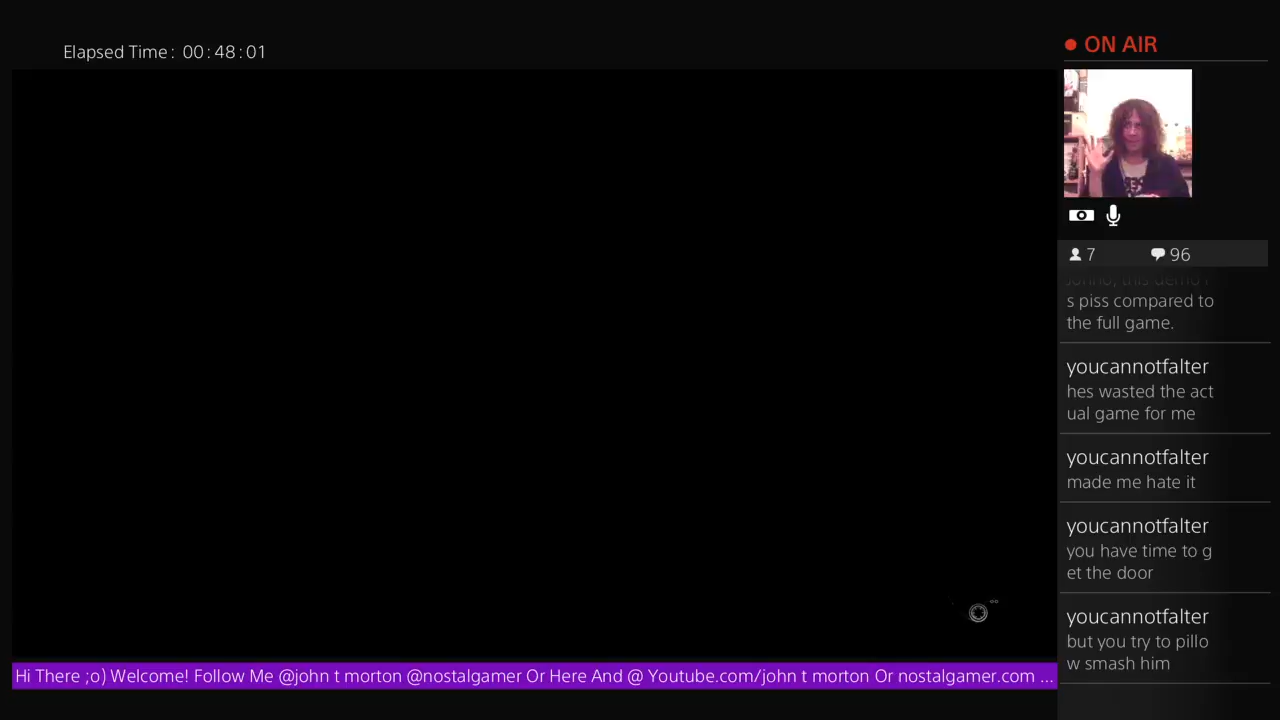 Elapsed Time: 00:48:01
ON AIR
7
96
s piss compared to
the full game.
youcannotfalter
hes wasted the act
ual game for me
youcannotfalter
made me hate it
youcannotfalter
you have time to g
et the door
youcannotfalter
but you try to pillo
w smash him
Hi There ;o) Welcome! Follow Me @john t morton @nostalgamer Or Here And @ Youtube.com/john t morton Or nostalgamer.com ...